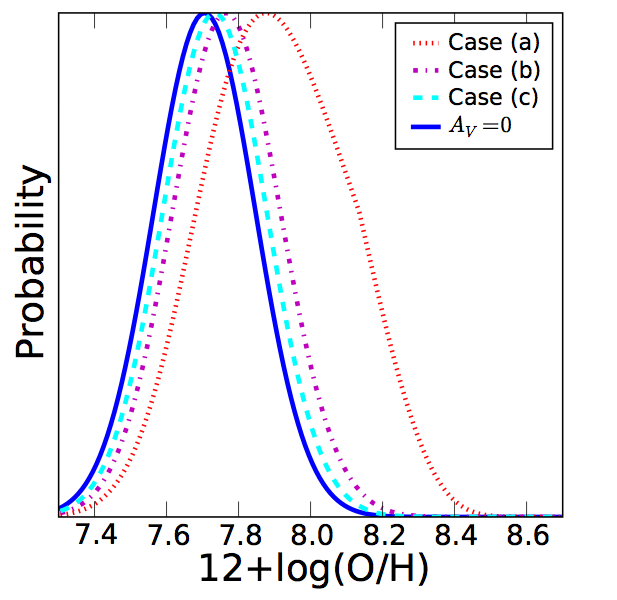 Case (a)
Case (b)
Case (c)
A_V=0
Probability
7.4 7.6 7.8 8.0 8.2 8.4 8.6
12+log(O/H)